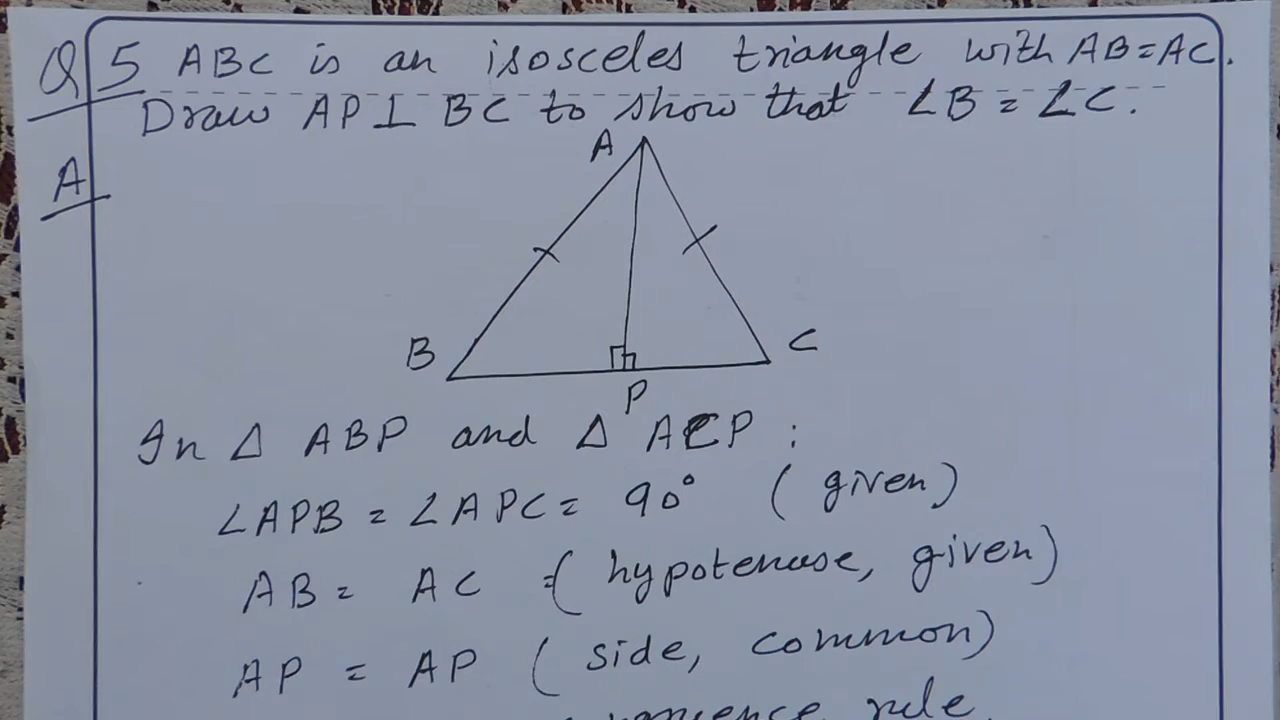 Q5 ABC is an isosceles triangle with AB=AC.
Draw AP⊥BC to show that ∠B = ∠C.
A
A
B
C
P
In △ ABP and △ ACP :
∠APB = ∠APC = 90° (given)
AB = AC (hypotenuse, given)
AP = AP (side, common)
rule